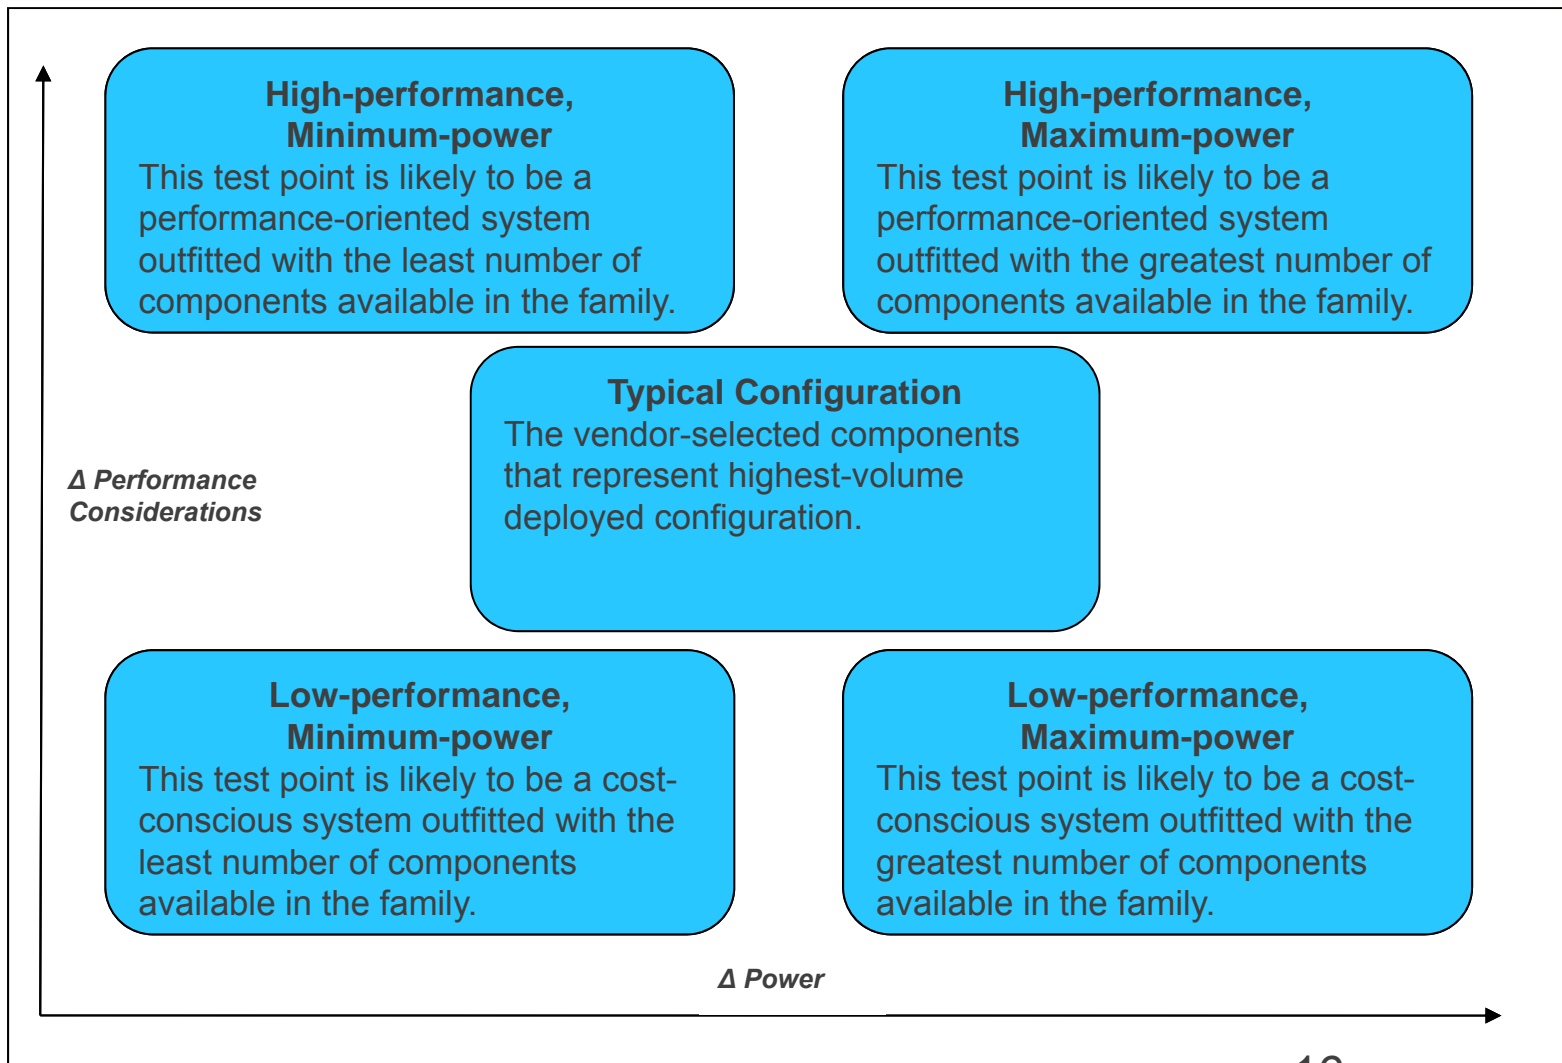 High-performance,
Minimum-power
This test point is likely to be a
performance-oriented system
outfitted with the least number of
components available in the family.
High-performance,
Maximum-power
This test point is likely to be a
performance-oriented system
outfitted with the greatest number of
components available in the family.
Typical Configuration
The vendor-selected components
that represent highest-volume
deployed configuration.
Δ Performance
Considerations
Low-performance,
Minimum-power
This test point is likely to be a cost-
conscious system outfitted with the
least number of components
available in the family.
Low-performance,
Maximum-power
This test point is likely to be a cost-
conscious system outfitted with the
greatest number of components
available in the family.
Δ Power